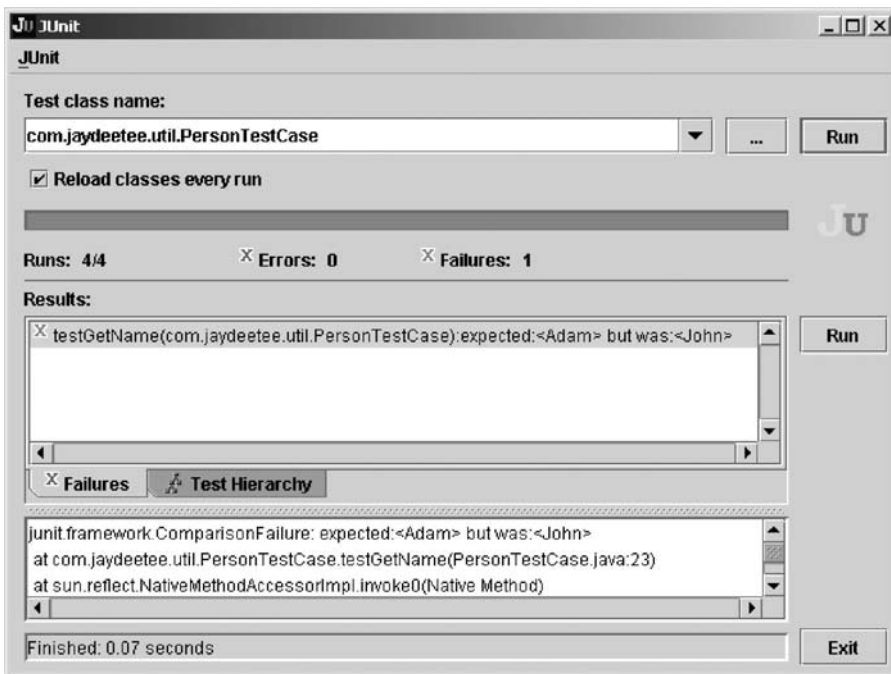 JU JUnit
JUnit
Test class name:
com.jaydeetee.util.PersonTestCase
...
Run
Reload classes every run
JU
Runs: 4/4
X Errors: 0
X Failures: 1
Results:
X testGetName(com.jaydeetee.util.PersonTestCase):expected:<Adam> but was:<John>
Run
X Failures
Test Hierarchy
junit.framework.ComparisonFailure: expected:<Adam> but was:<John>
at com.jaydeetee.util.PersonTestCase.testGetName(PersonTestCase.java:23)
at sun.reflect.NativeMethodAccessorImpl.invoke0(Native Method)
Finished: 0.07 seconds
Exit